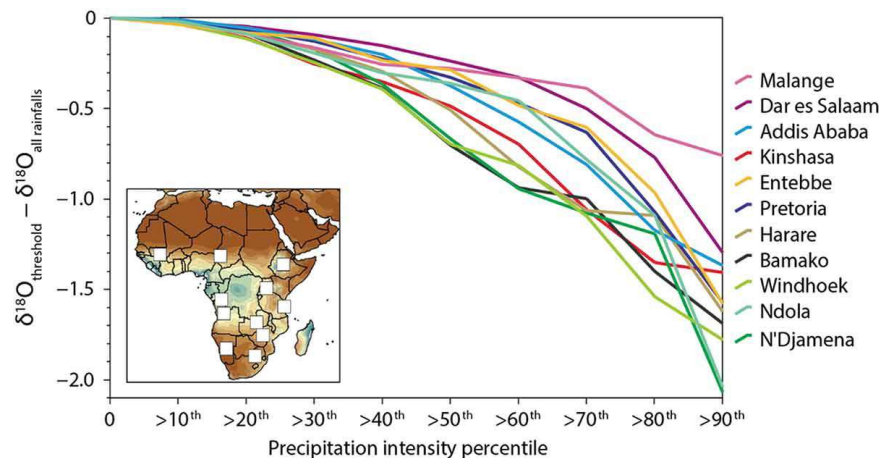 δ¹⁸Oₜₕᵣₑₛₕₒₗ𝒹 − δ¹⁸Oₐₗₗ ᵣₐᵢₙfₐₗₗₛ
0
−0.5
−1.0
−1.5
−2.0
0 >10ᵗʰ >20ᵗʰ >30ᵗʰ >40ᵗʰ >50ᵗʰ >60ᵗʰ >70ᵗʰ >80ᵗʰ >90ᵗʰ
Precipitation intensity percentile
Malange
Dar es Salaam
Addis Ababa
Kinshasa
Entebbe
Pretoria
Harare
Bamako
Windhoek
Ndola
N'Djamena